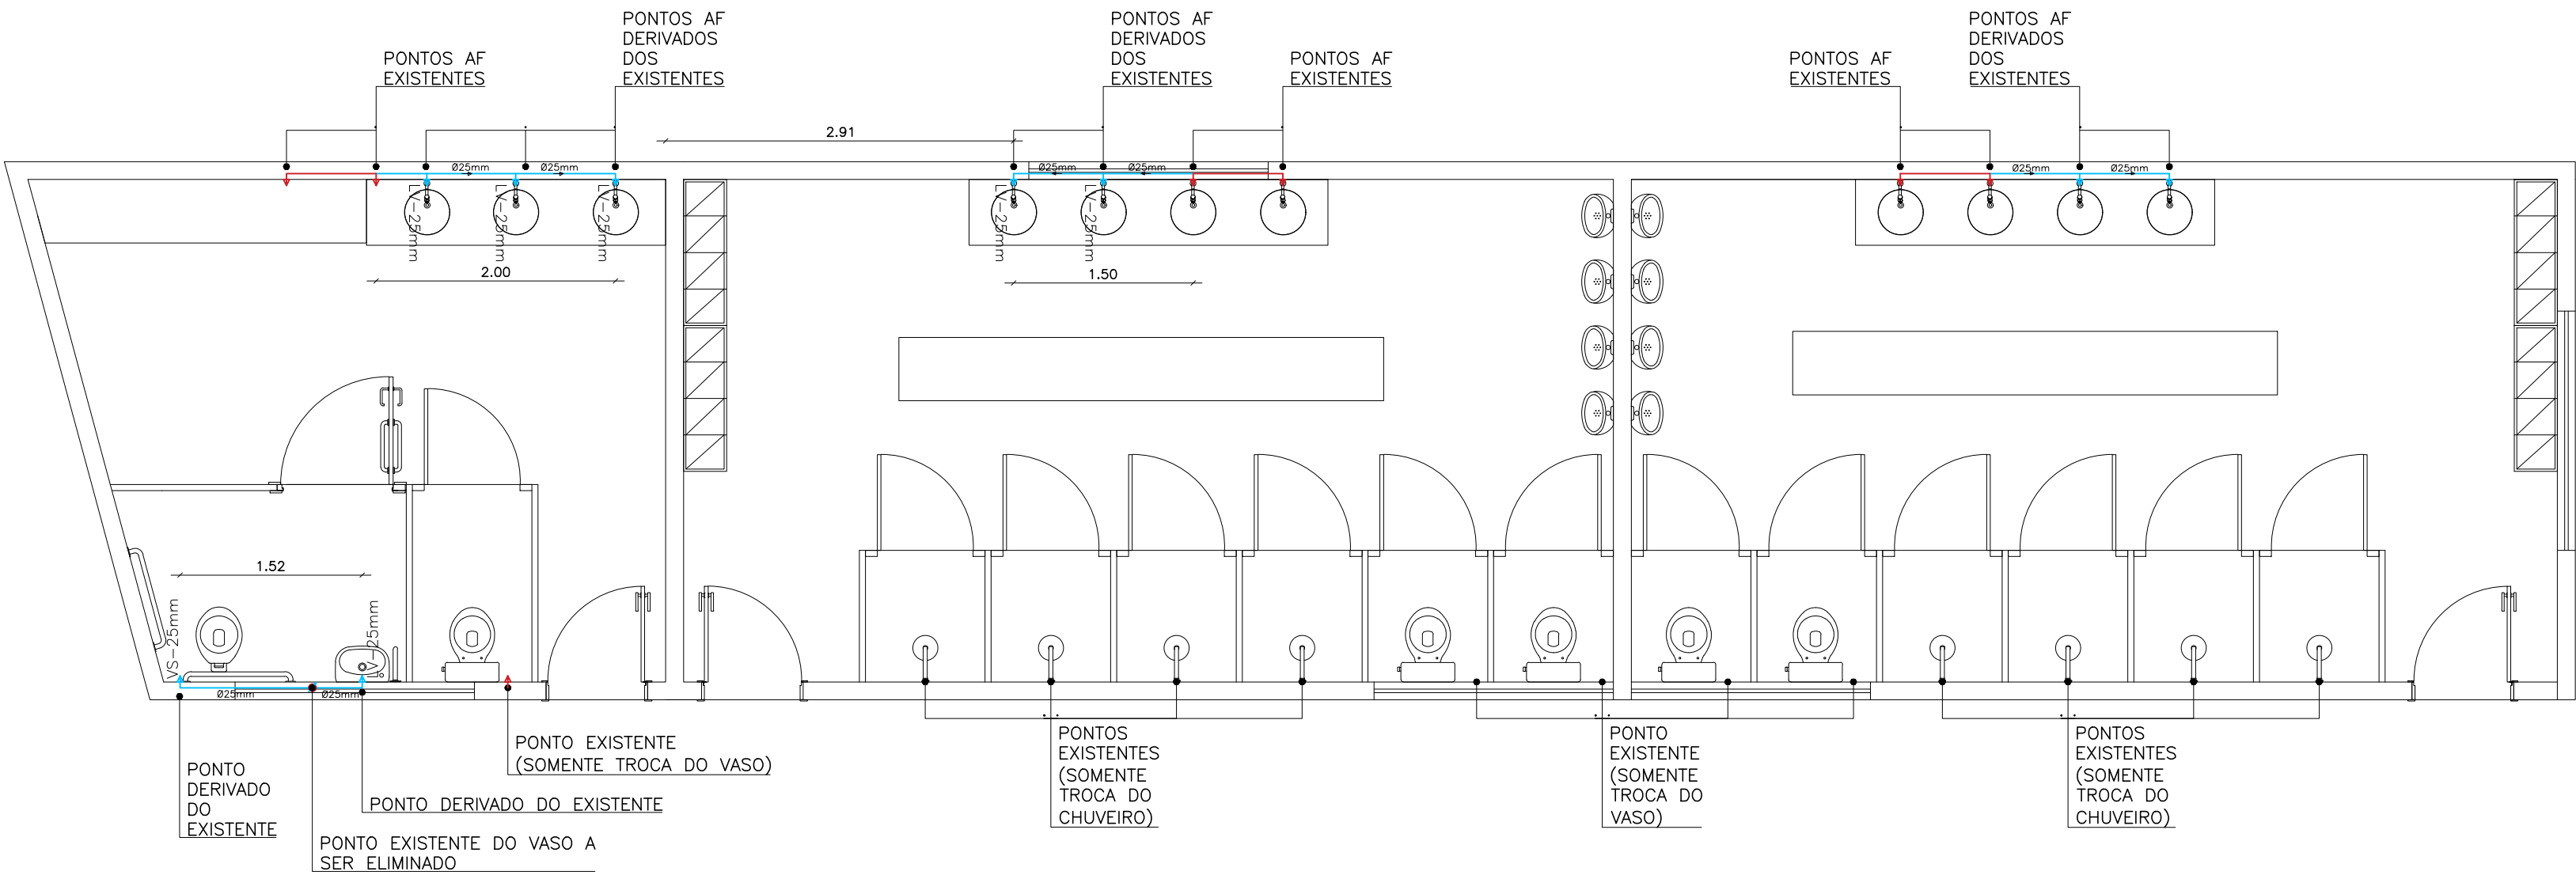 PONTOS AF
EXISTENTES
PONTOS AF
DERIVADOS
DOS
EXISTENTES
PONTOS AF
DERIVADOS
DOS
EXISTENTES
PONTOS AF
EXISTENTES
PONTOS AF
EXISTENTES
PONTOS AF
DERIVADOS
DOS
EXISTENTES
2.91
Ø25mm
Ø25mm
Ø25mm
Ø25mm
Ø25mm
Ø25mm
LV-25mm
LV-25mm
LV-25mm
LV-25mm
LV-25mm
2.00
1.50
1.52
VS-25mm
LV-25mm
Ø25mm
Ø25mm
PONTO
DERIVADO
DO
EXISTENTE
PONTO EXISTENTE
(SOMENTE TROCA DO VASO)
PONTO DERIVADO DO EXISTENTE
PONTO EXISTENTE DO VASO A
SER ELIMINADO
PONTOS
EXISTENTES
(SOMENTE
TROCA DO
CHUVEIRO)
PONTO
EXISTENTE
(SOMENTE
TROCA DO
VASO)
PONTOS
EXISTENTES
(SOMENTE
TROCA DO
CHUVEIRO)